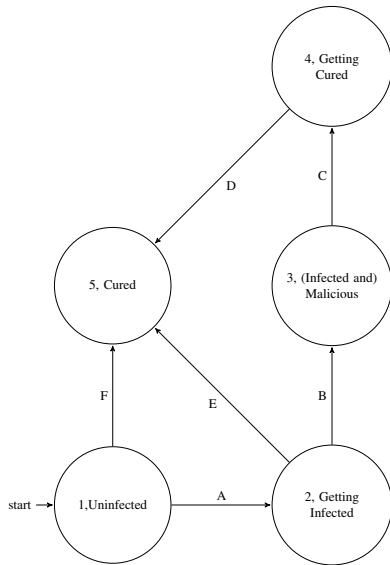 4, Getting
Cured
D
C
5, Cured
3, (Infected and)
Malicious
F
E
B
start
1,Uninfected
A
2, Getting
Infected